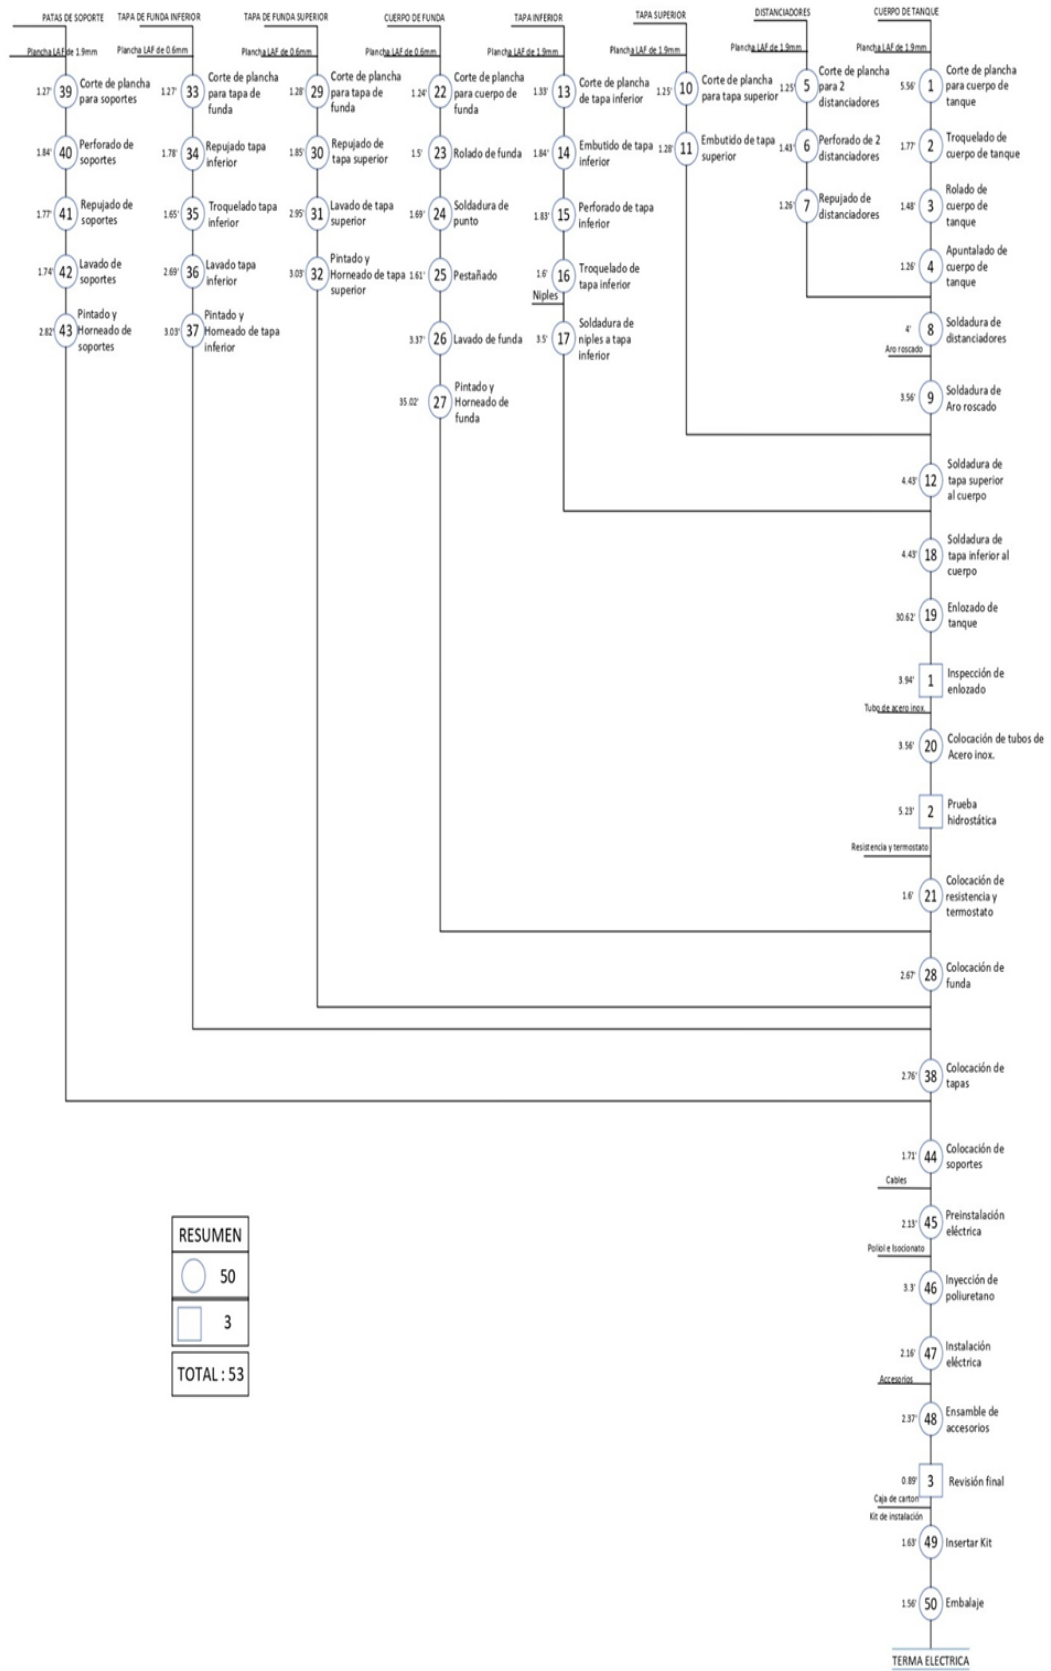 PATAS DE SOPORTE
Plancha LAF de 1.9mm
1.27' 39 Corte de plancha
para soportes
1.84' 40 Perforado de
soportes
1.77' 41 Repujado de
soportes
1.74' 42 Lavado de
soportes
2.82' 43 Pintado y
Horneado de
soportes
TAPA DE FUNDA INFERIOR
Plancha LAF de 0.6mm
1.27' 33 Corte de plancha
para tapa de
funda
1.78' 34 Repujado tapa
inferior
1.65' 35 Troquelado tapa
inferior
2.69' 36 Lavado tapa
inferior
3.03' 37 Pintado y
Horneado de tapa
inferior
TAPA DE FUNDA SUPERIOR
Plancha LAF de 0.6mm
1.28' 29 Corte de plancha
para tapa de
funda
1.85' 30 Repujado de
tapa superior
2.95' 31 Lavado de tapa
superior
3.03' 32 Pintado y
Horneado de tapa
superior
CUERPO DE FUNDA
Plancha LAF de 0.6mm
1.24' 22 Corte de plancha
para cuerpo de
funda
1.5' 23 Rolado de funda
1.69' 24 Soldadura de
punto
1.61' 25 Pestañado
3.37' 26 Lavado de funda
35.02' 27 Pintado y
Horneado de
funda
TAPA INFERIOR
Plancha LAF de 1.9mm
1.33' 13 Corte de plancha
de tapa inferior
1.84' 14 Embutido de tapa
inferior
1.83' 15 Perforado de tapa
inferior
1.6' 16 Troquelado de
tapa inferior
Niples
3.5' 17 Soldadura de
niples a tapa
inferior
TAPA SUPERIOR
Plancha LAF de 1.9mm
1.25' 10 Corte de plancha
para tapa superior
1.28' 11 Embutido de tapa
superior
DISTANCIADORES
Plancha LAF de 1.9mm
1.25' 5 Corte de plancha
para 2
distanciadores
1.43' 6 Perforado de 2
distanciadores
1.26' 7 Repujado de
distanciadores
CUERPO DE TANQUE
Plancha LAF de 1.9mm
5.56' 1 Corte de plancha
para cuerpo de
tanque
1.77' 2 Troquelado de
cuerpo de tanque
1.48' 3 Rolado de
cuerpo de
tanque
1.26' 4 Apuntalado de
cuerpo de
tanque
4' 8 Soldadura de
distanciadores
Aro roscado
3.56' 9 Soldadura de
Aro roscado
4.43' 12 Soldadura de
tapa superior
al cuerpo
4.43' 18 Soldadura de
tapa inferior al
cuerpo
30.62' 19 Enlozado de
tanque
3.94' 1 Inspección de
enlozado
Tubo de acero inox.
3.56' 20 Colocación de tubos de
Acero inox.
5.23' 2 Prueba
hidrostática
Resistencia y termostato
1.6' 21 Colocación de
resistencia y
termostato
2.67' 28 Colocación de
funda
2.76' 38 Colocación de
tapas
1.71' 44 Colocación de
soportes
Cables
2.13' 45 Preinstalación
eléctrica
Poliol e Isocionato
3.3' 46 Inyección de
poliuretano
2.16' 47 Instalación
eléctrica
Accesorios
2.37' 48 Ensamble de
accesorios
0.89' 3 Revisión final
Caja de carton
Kit de instalación
1.63' 49 Insertar Kit
1.56' 50 Embalaje
TERMA ELECTRICA
RESUMEN
50
3
TOTAL : 53